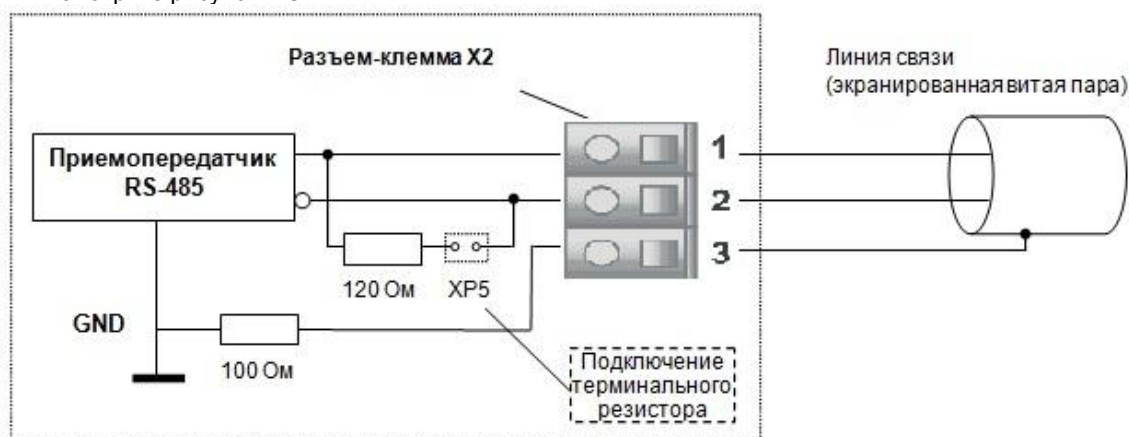 Разъем-клемма X2
Линия связи
(экранированная витая пара)
Приемопередатчик
RS-485
1
2
3
120 Ом
XP5
GND
100 Ом
Подключение
терминального
резистора